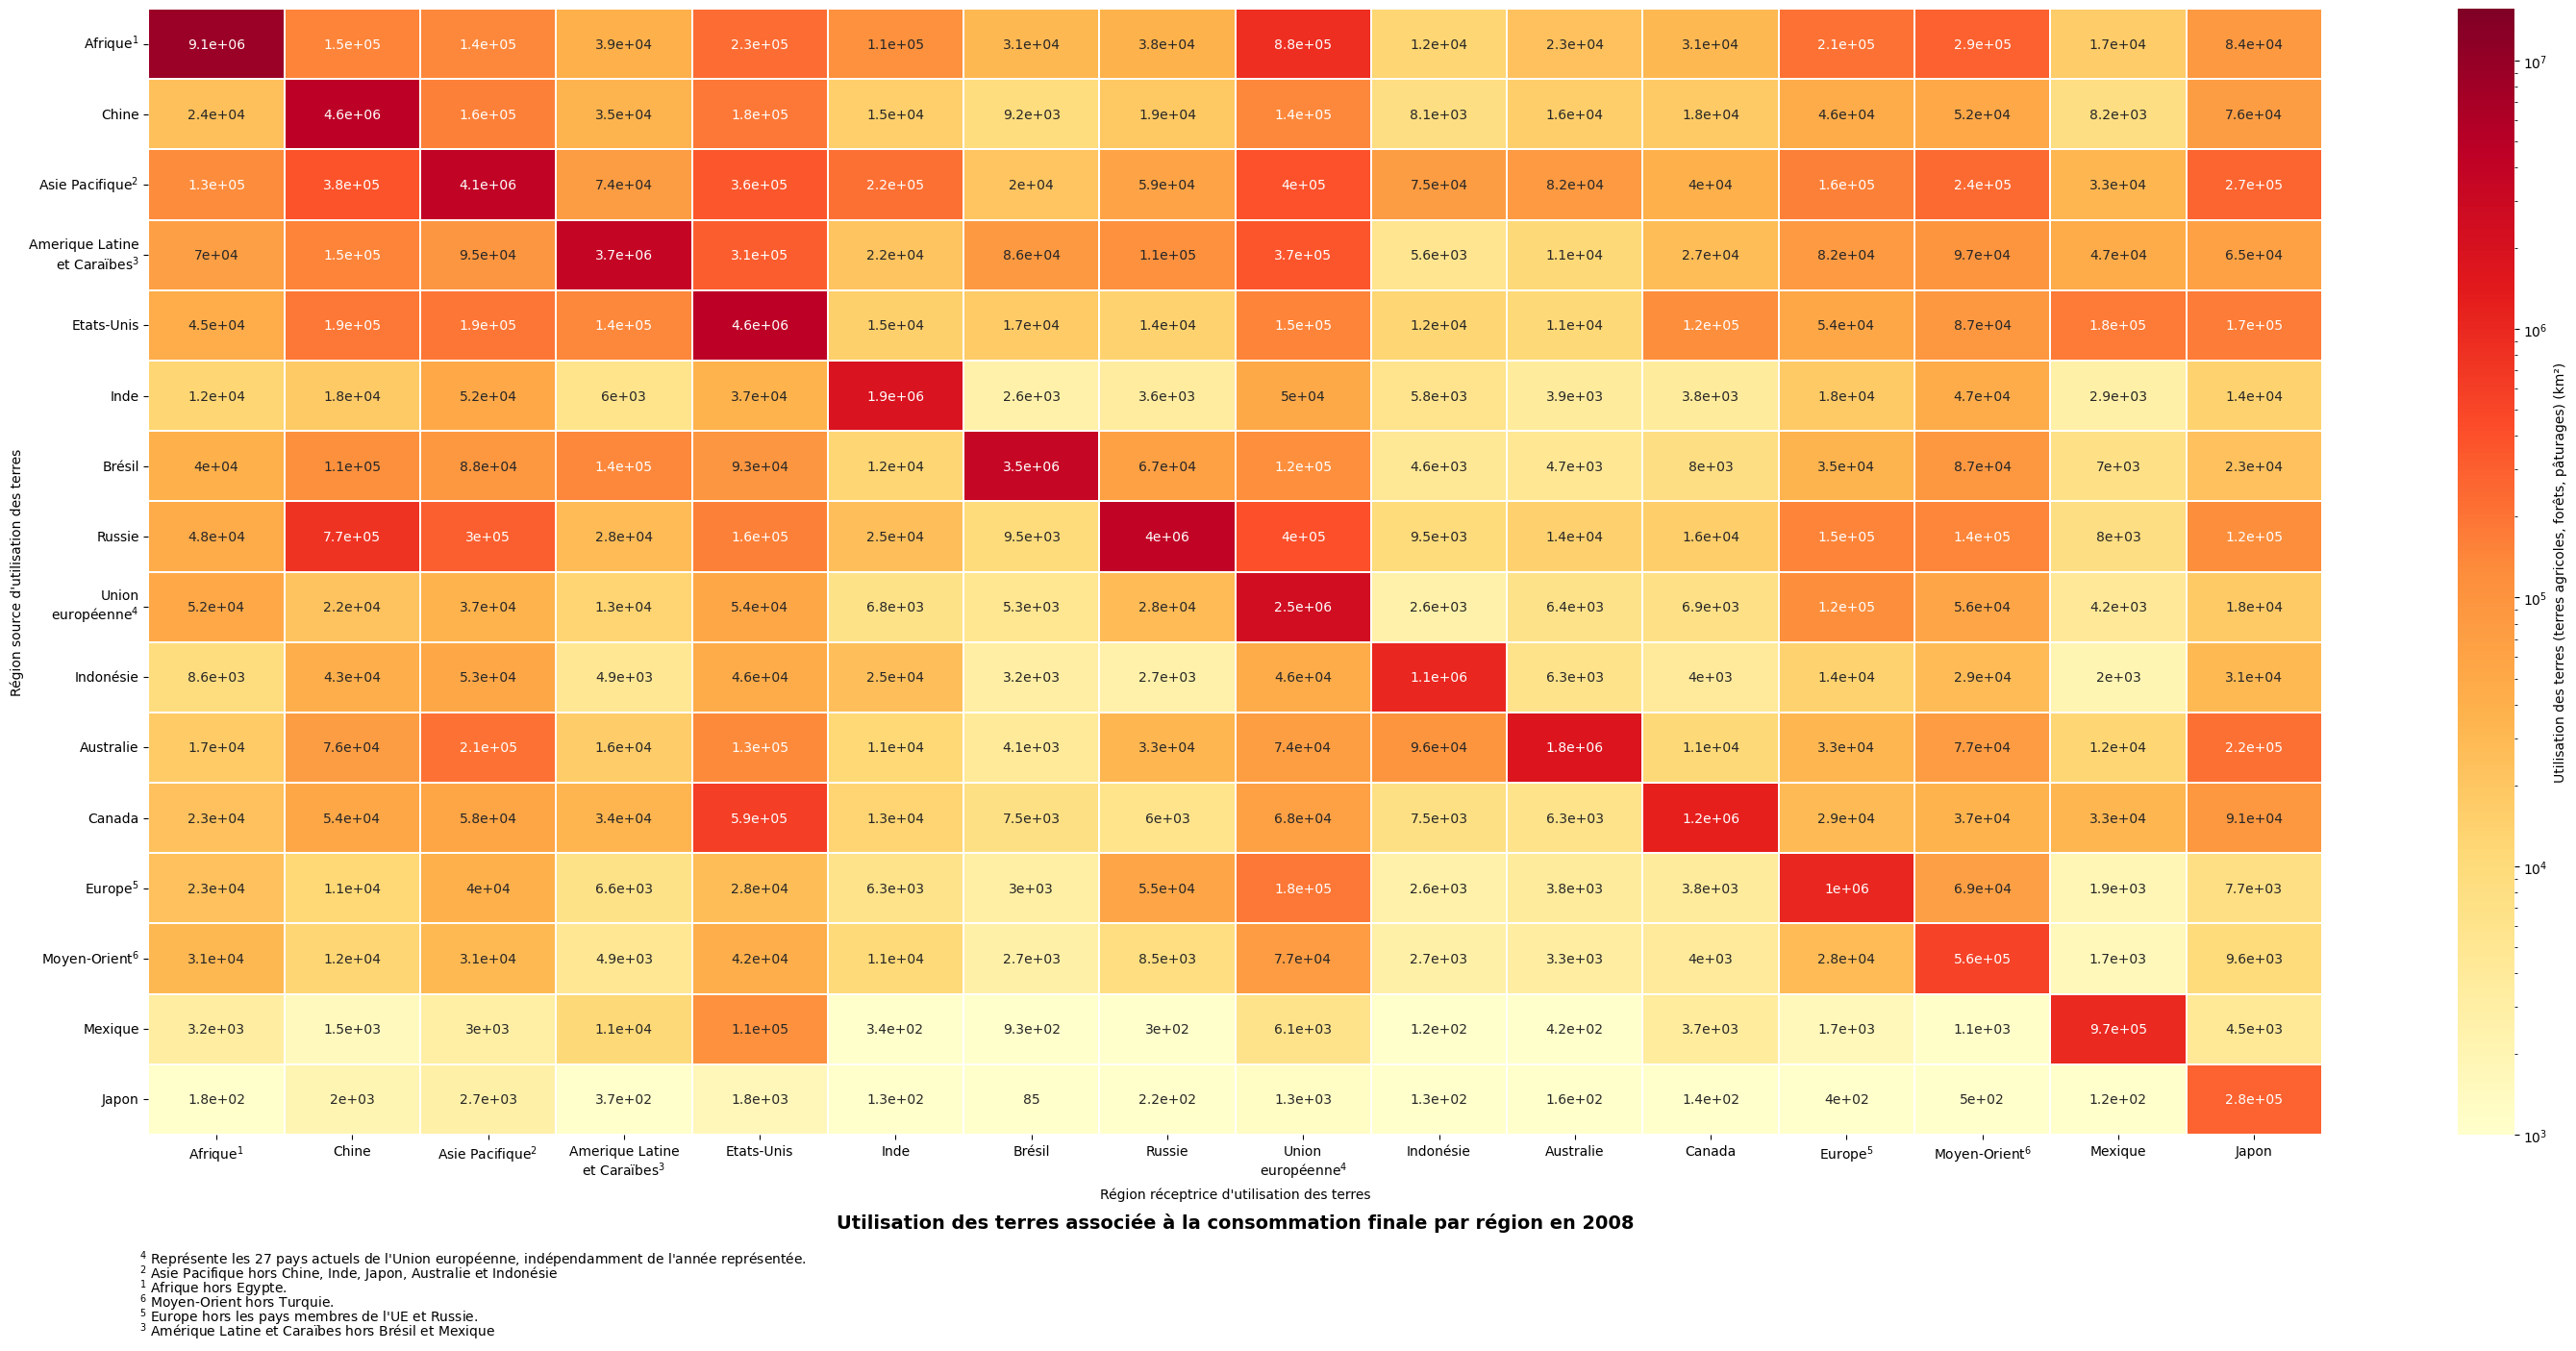 Afrique1 9.1e+06 1.5e+05 1.4e+05 3.9e+04 2.3e+05 1.1e+05 3.1e+04 3.8e+04 8.8e+05 1.2e+04 2.3e+04 3.1e+04 2.1e+05 2.9e+05 1.7e+04 8.4e+04
Chine 2.4e+04 4.6e+06 1.6e+05 3.5e+04 1.8e+05 1.5e+04 9.2e+03 1.9e+04 1.4e+05 8.1e+03 1.6e+04 1.8e+04 4.6e+04 5.2e+04 8.2e+03 7.6e+04
Asie Pacifique2 1.3e+05 3.8e+05 4.1e+06 7.4e+04 3.6e+05 2.2e+05 2e+04 5.9e+04 4e+05 7.5e+04 8.2e+04 4e+04 1.6e+05 2.4e+05 3.3e+04 2.7e+05
Amerique Latine
et Caraïbes3 7e+04 1.5e+05 9.5e+04 3.7e+06 3.1e+05 2.2e+04 8.6e+04 1.1e+05 3.7e+05 5.6e+03 1.1e+04 2.7e+04 8.2e+04 9.7e+04 4.7e+04 6.5e+04
Etats-Unis 4.5e+04 1.9e+05 1.9e+05 1.4e+05 4.6e+06 1.5e+04 1.7e+04 1.4e+04 1.5e+05 1.2e+04 1.1e+04 1.2e+05 5.4e+04 8.7e+04 1.8e+05 1.7e+05
Inde 1.2e+04 1.8e+04 5.2e+04 6e+03 3.7e+04 1.9e+06 2.6e+03 3.6e+03 5e+04 5.8e+03 3.9e+03 3.8e+03 1.8e+04 4.7e+04 2.9e+03 1.4e+04
Brésil 4e+04 1.1e+05 8.8e+04 1.4e+05 9.3e+04 1.2e+04 3.5e+06 6.7e+04 1.2e+05 4.6e+03 4.7e+03 8e+03 3.5e+04 8.7e+04 7e+03 2.3e+04
Russie 4.8e+04 7.7e+05 3e+05 2.8e+04 1.6e+05 2.5e+04 9.5e+03 4e+06 4e+05 9.5e+03 1.4e+04 1.6e+04 1.5e+05 1.4e+05 8e+03 1.2e+05
Union
européenne4 5.2e+04 2.2e+04 3.7e+04 1.3e+04 5.4e+04 6.8e+03 5.3e+03 2.8e+04 2.5e+06 2.6e+03 6.4e+03 6.9e+03 1.2e+05 5.6e+04 4.2e+03 1.8e+04
Indonésie 8.6e+03 4.3e+04 5.3e+04 4.9e+03 4.6e+04 2.5e+04 3.2e+03 2.7e+03 4.6e+04 1.1e+06 6.3e+03 4e+03 1.4e+04 2.9e+04 2e+03 3.1e+04
Australie 1.7e+04 7.6e+04 2.1e+05 1.6e+04 1.3e+05 1.1e+04 4.1e+03 3.3e+04 7.4e+04 9.6e+04 1.8e+06 1.1e+04 3.3e+04 7.7e+04 1.2e+04 2.2e+05
Canada 2.3e+04 5.4e+04 5.8e+04 3.4e+04 5.9e+05 1.3e+04 7.5e+03 6e+03 6.8e+04 7.5e+03 6.3e+03 1.2e+06 2.9e+04 3.7e+04 3.3e+04 9.1e+04
Europe5 2.3e+04 1.1e+04 4e+04 6.6e+03 2.8e+04 6.3e+03 3e+03 5.5e+04 1.8e+05 2.6e+03 3.8e+03 3.8e+03 1e+06 6.9e+04 1.9e+03 7.7e+03
Moyen-Orient6 3.1e+04 1.2e+04 3.1e+04 4.9e+03 4.2e+04 1.1e+04 2.7e+03 8.5e+03 7.7e+04 2.7e+03 3.3e+03 4e+03 2.8e+04 5.6e+05 1.7e+03 9.6e+03
Mexique 3.2e+03 1.5e+03 3e+03 1.1e+04 1.1e+05 3.4e+02 9.3e+02 3e+02 6.1e+03 1.2e+02 4.2e+02 3.7e+03 1.7e+03 1.1e+03 9.7e+05 4.5e+03
Japon 1.8e+02 2e+03 2.7e+03 3.7e+02 1.8e+03 1.3e+02 85 2.2e+02 1.3e+03 1.3e+02 1.6e+02 1.4e+02 4e+02 5e+02 1.2e+02 2.8e+05
Afrique1 Chine Asie Pacifique2 Amerique Latine Etats-Unis Inde Brésil Russie Union Indonésie Australie Canada Europe5 Moyen-Orient6 Mexique Japon
et Caraïbes3 européenne4
Région source d'utilisation des terres
Région réceptrice d'utilisation des terres
10^7
10^6
10^5
10^4
10^3
Utilisation des terres (terres agricoles, forêts, pâturages) (km²)
Utilisation des terres associée à la consommation finale par région en 2008
4 Représente les 27 pays actuels de l'Union européenne, indépendamment de l'année représentée.
2 Asie Pacifique hors Chine, Inde, Japon, Australie et Indonésie
1 Afrique hors Egypte.
6 Moyen-Orient hors Turquie.
5 Europe hors les pays membres de l'UE et Russie.
3 Amérique Latine et Caraïbes hors Brésil et Mexique